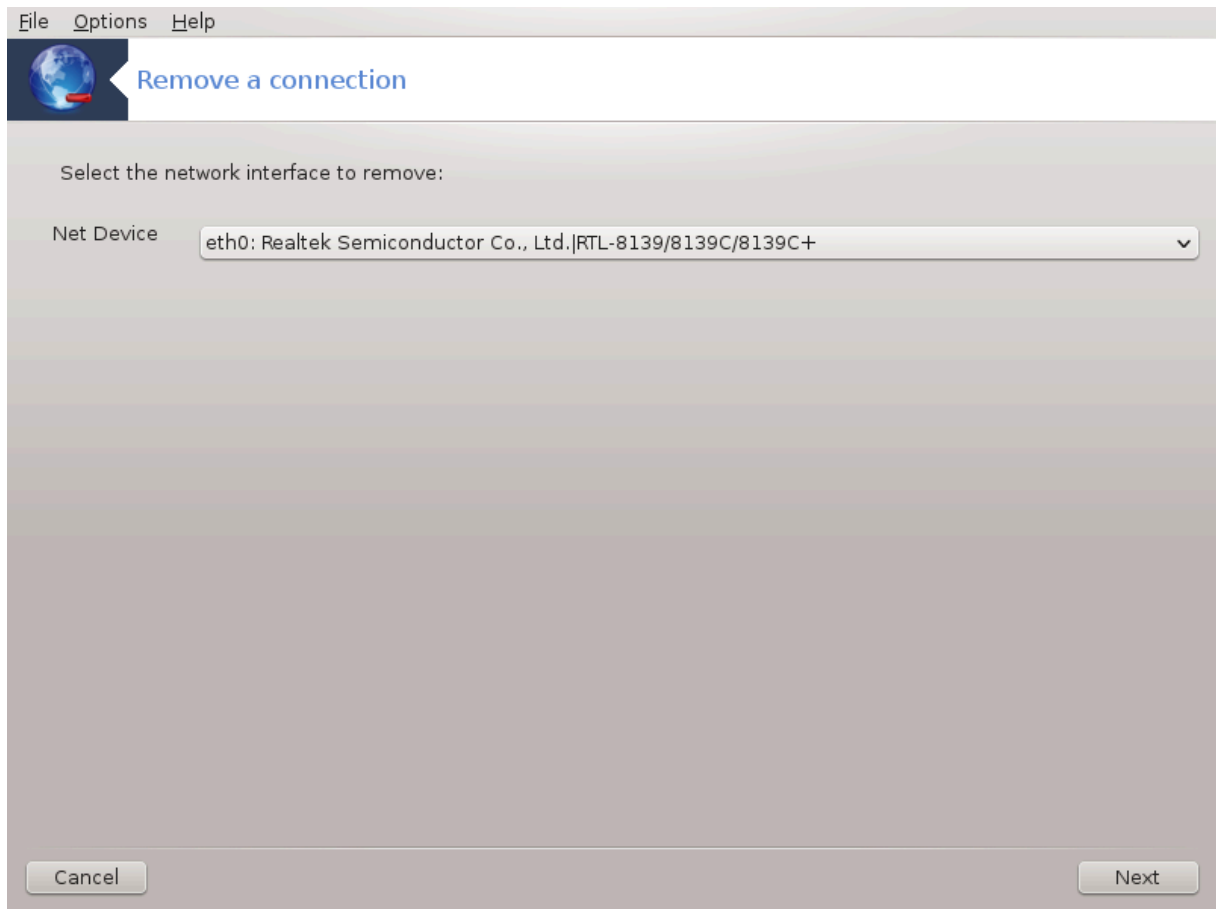 File Options Help
Remove a connection
Select the network interface to remove:
Net Device
eth0: Realtek Semiconductor Co., Ltd.|RTL-8139/8139C/8139C+
Cancel
Next